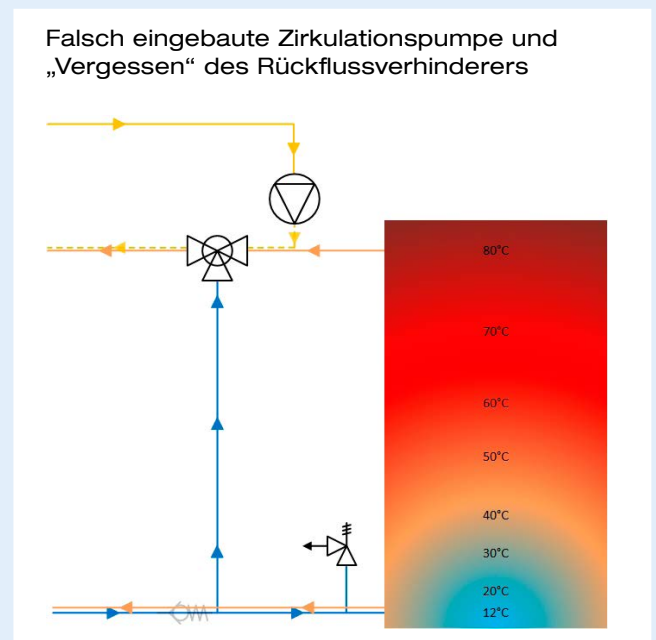 Falsch eingebaute Zirkulationspumpe und
„Vergessen“ des Rückflussverhinderers
80°C
70°C
60°C
50°C
40°C
30°C
20°C
12°C